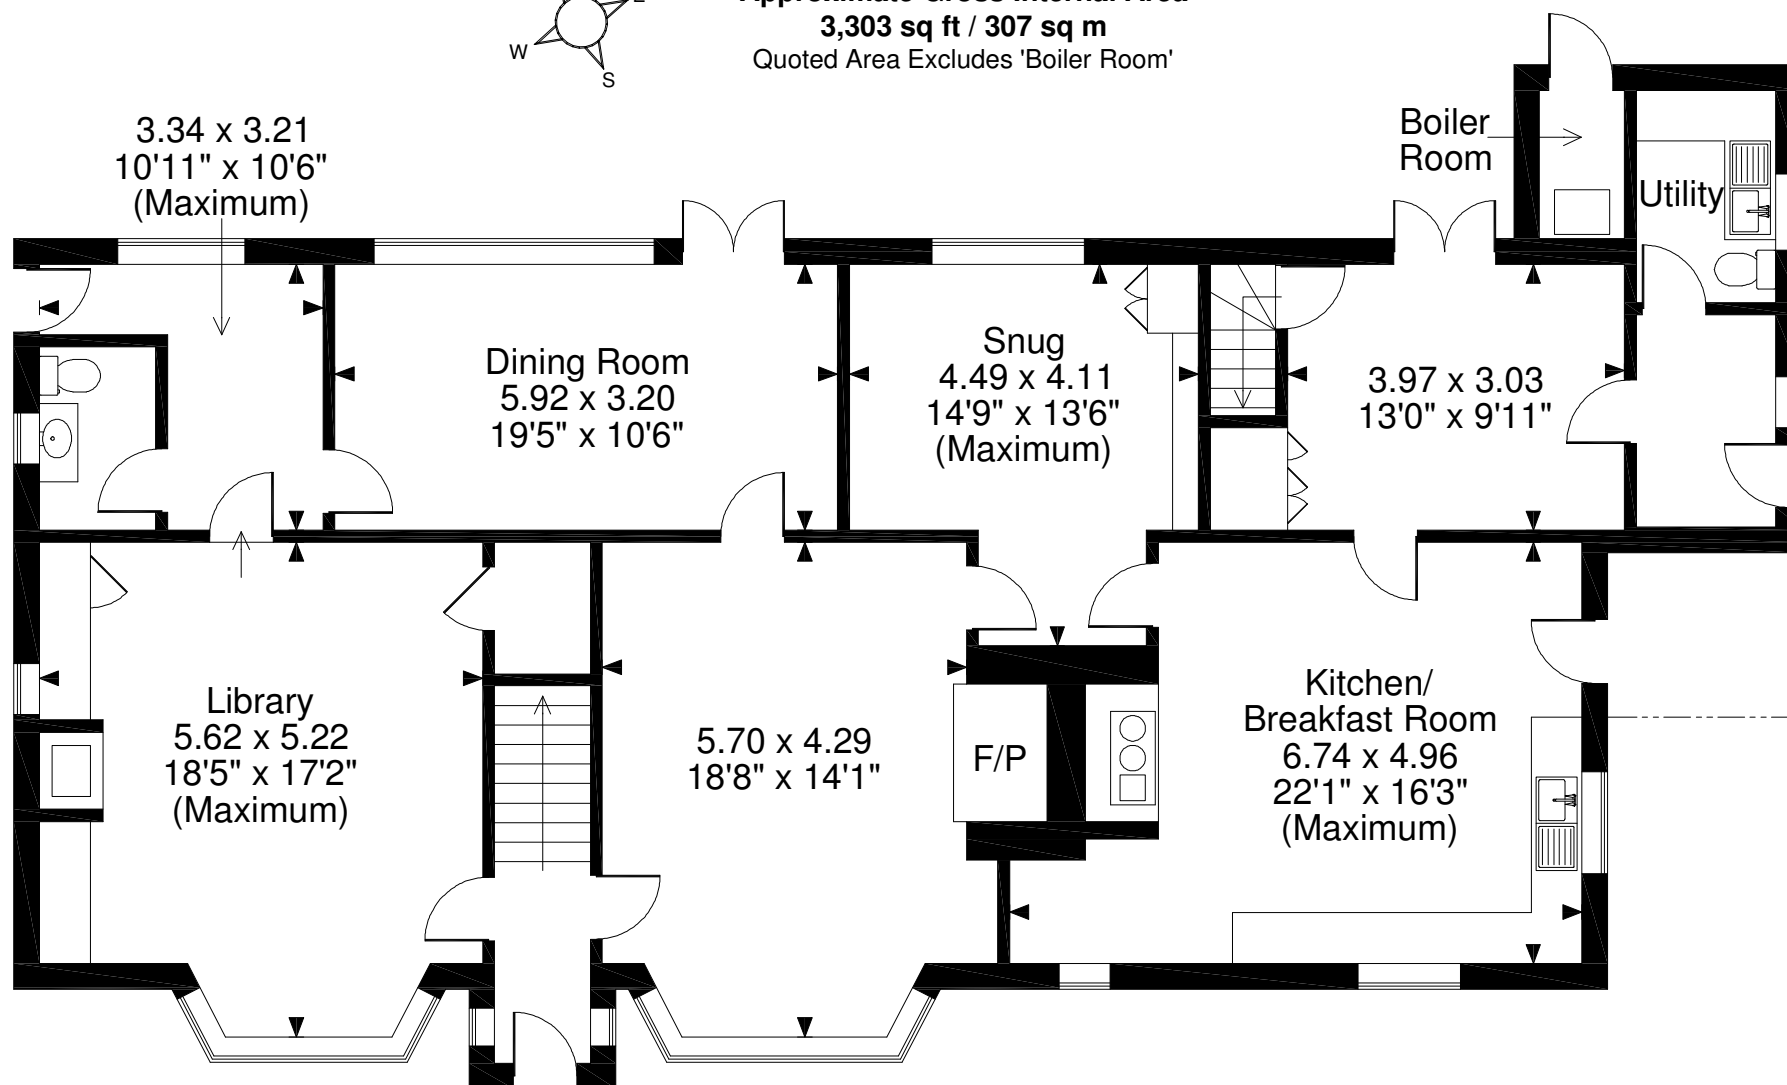 Approximate Gross Internal Area
3,303 sq ft / 307 sq m
Quoted Area Excludes 'Boiler Room'
E
W
S
3.34 x 3.21
10'11" x 10'6"
(Maximum)
Boiler
Room
Utility
Dining Room
5.92 x 3.20
19'5" x 10'6"
Snug
4.49 x 4.11
14'9" x 13'6"
(Maximum)
3.97 x 3.03
13'0" x 9'11"
Library
5.62 x 5.22
18'5" x 17'2"
(Maximum)
5.70 x 4.29
18'8" x 14'1"
F/P
Kitchen/
Breakfast Room
6.74 x 4.96
22'1" x 16'3"
(Maximum)